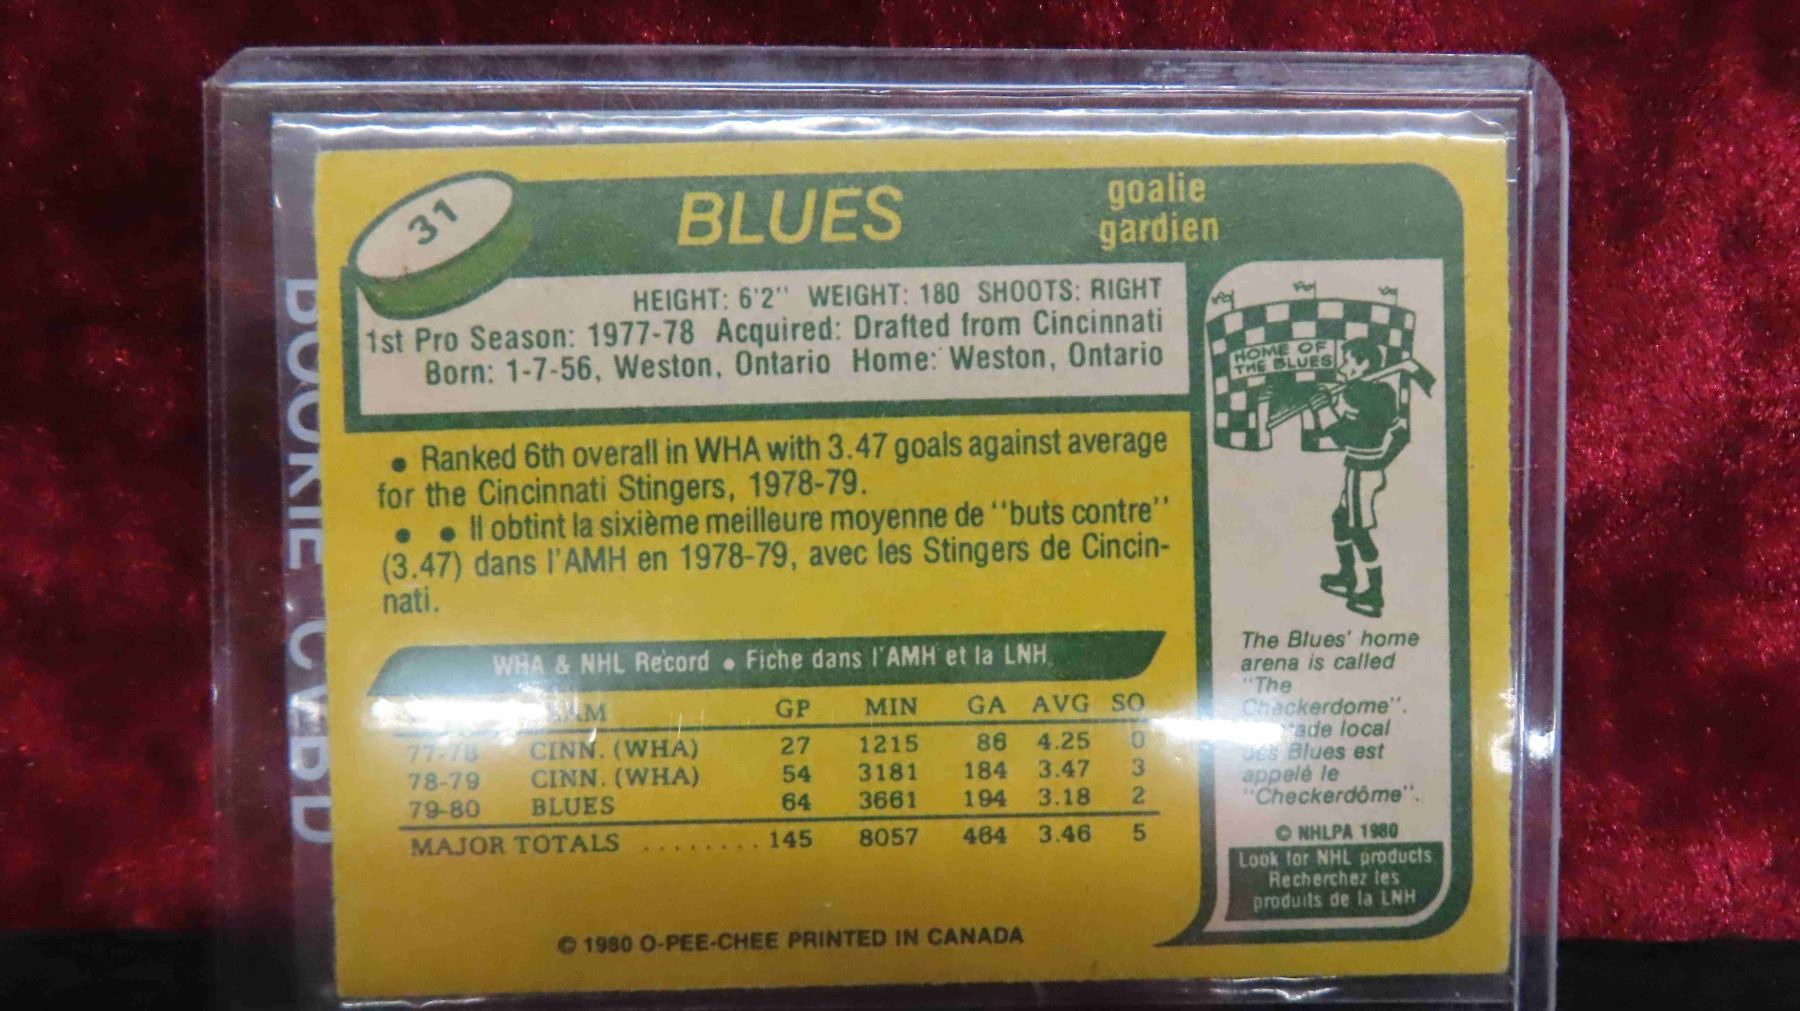 31
BLUES
goalie
gardien
HEIGHT: 6'2" WEIGHT: 180 SHOOTS: RIGHT
1st Pro Season: 1977-78 Acquired: Drafted from Cincinnati
Born: 1-7-56, Weston, Ontario Home: Weston, Ontario
• Ranked 6th overall in WHA with 3.47 goals against average
for the Cincinnati Stingers, 1978-79.
• • Il obtint la sixième meilleure moyenne de "buts contre"
(3.47) dans l'AMH en 1978-79, avec les Stingers de Cincin-
nati.
WHA & NHL Record • Fiche dans l'AMH et la LNH
GP MIN GA AVG SO
77-78 CINN. (WHA) 27 1215 86 4.25 0
78-79 CINN. (WHA) 54 3181 184 3.47 3
79-80 BLUES 64 3661 194 3.18 2
MAJOR TOTALS ........ 145 8057 464 3.46 5
© 1980 O-PEE-CHEE PRINTED IN CANADA
HOME OF
THE BLUES
The Blues' home
arena is called
"The
Checkerdome".
local
des Blues est
appelé le
"Checkerdôme".
© NHLPA 1980
Look for NHL products
Recherchez les
produits de la LNH
ROOKIE CARD